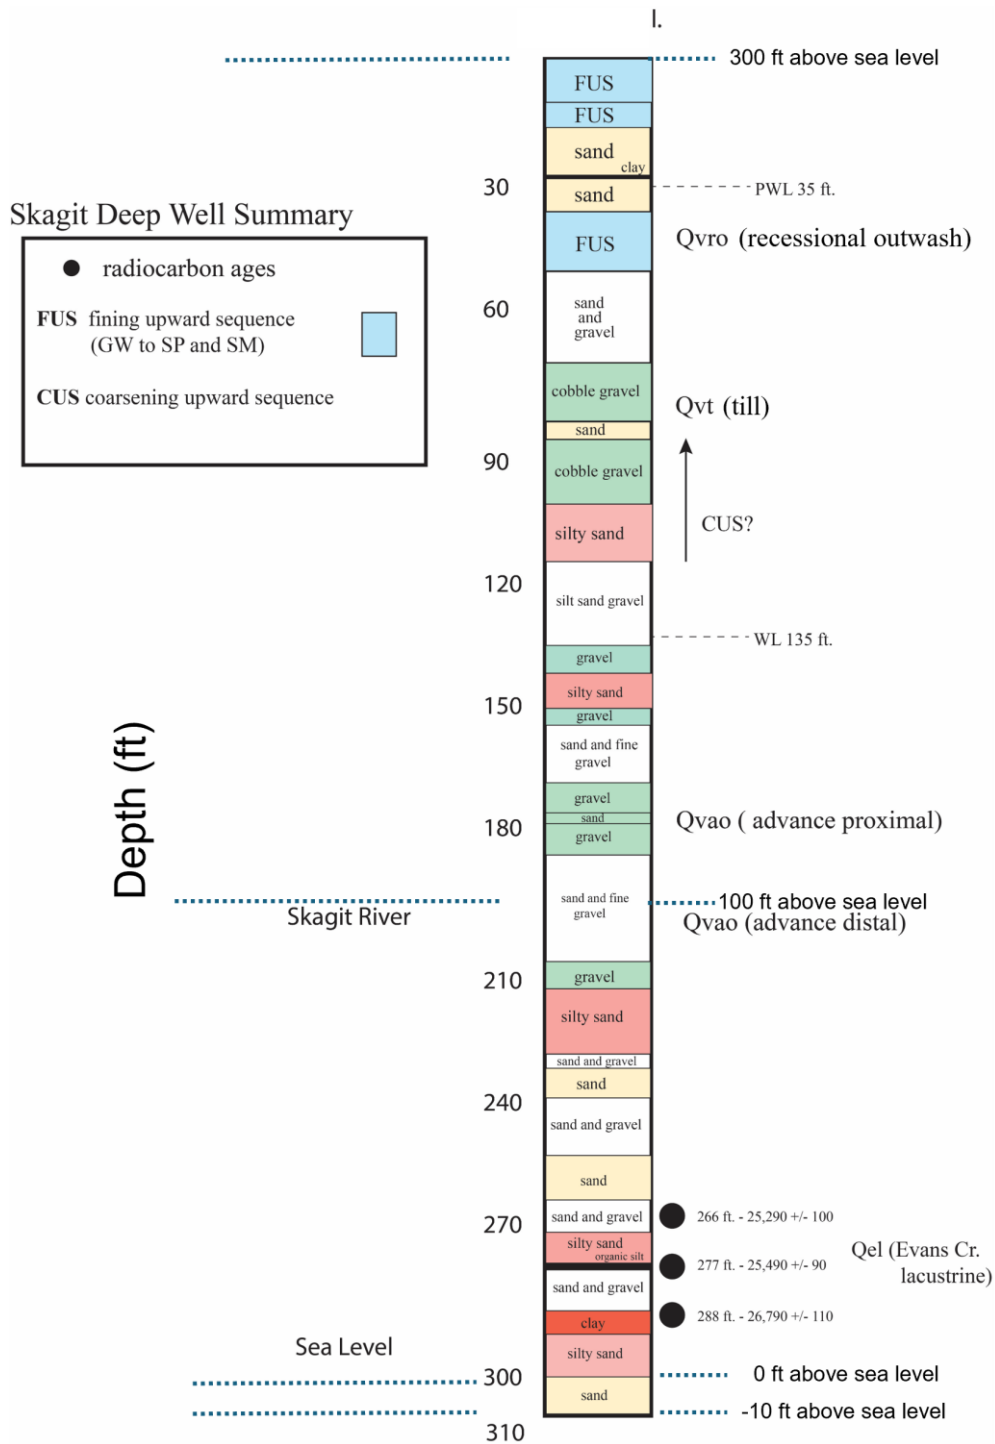 I.
300 ft above sea level
FUS
FUS
sand
clay
30
sand
PWL 35 ft.
Skagit Deep Well Summary
radiocarbon ages
FUS fining upward sequence
(GW to SP and SM)
CUS coarsening upward sequence
FUS
Qvro (recessional outwash)
60
sand
and
gravel
cobble gravel
Qvt (till)
sand
90
cobble gravel
silty sand
CUS?
120
silt sand gravel
WL 135 ft.
gravel
silty sand
150
gravel
sand and fine
gravel
Depth (ft)
gravel
sand
180
gravel
Qvao ( advance proximal)
sand and fine
gravel
100 ft above sea level
Skagit River
Qvao (advance distal)
210
gravel
silty sand
sand and gravel
sand
240
sand and gravel
sand
270
sand and gravel
266 ft. - 25,290 +/- 100
silty sand
organic silt
277 ft. - 25,490 +/- 90
Qel (Evans Cr.
lacustrine)
sand and gravel
288 ft. - 26,790 +/- 110
clay
Sea Level
silty sand
300
0 ft above sea level
sand
-10 ft above sea level
310